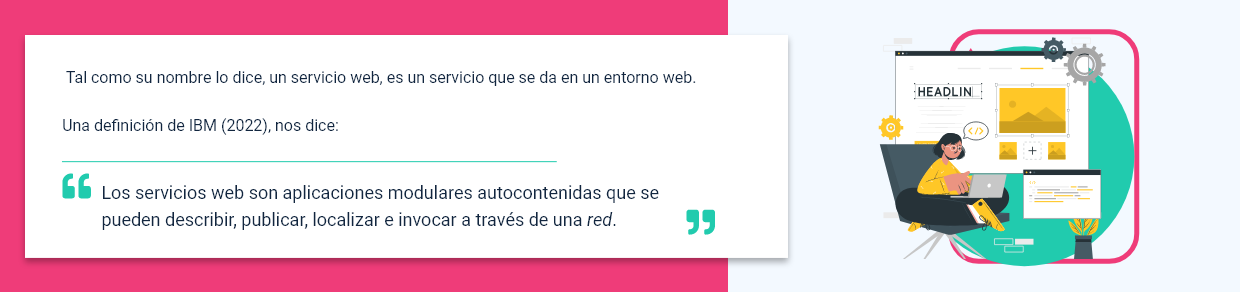 Tal como su nombre lo dice, un servicio web, es un servicio que se da en un entorno web.
Una definición de IBM (2022), nos dice:
“ Los servicios web son aplicaciones modulares autocontenidas que se
pueden describir, publicar, localizar e invocar a través de una red. ”
HEADLIN
</>